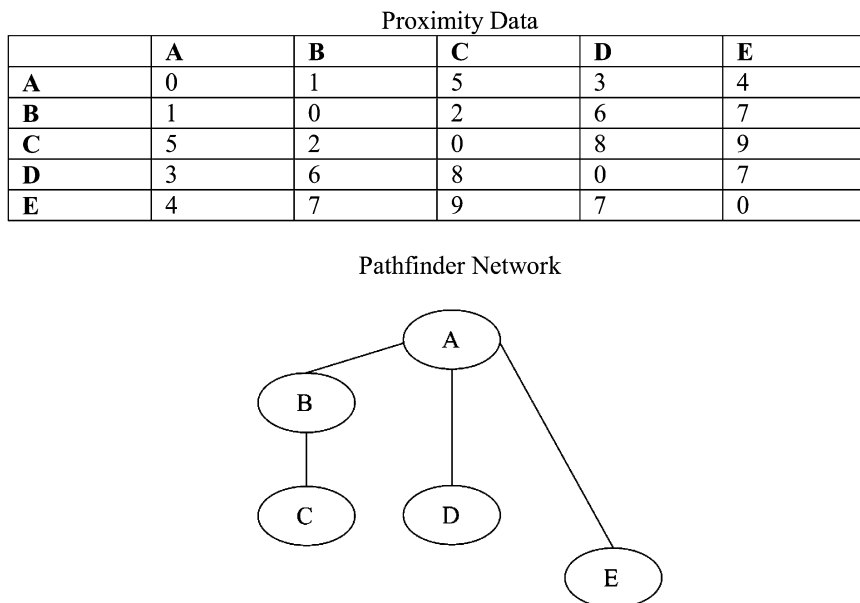 Proximity Data
A B C D E
A 0 1 5 3 4
B 1 0 2 6 7
C 5 2 0 8 9
D 3 6 8 0 7
E 4 7 9 7 0
Pathfinder Network
A
B
C D
E